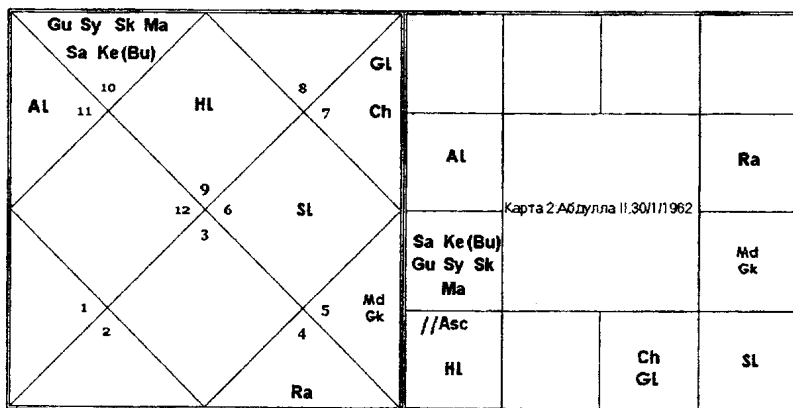 Gu Sy Sk Ma
Sa Ke (Bu)
10
AL
11
HL
8
7
GL
Ch
9
12 6
3
SL
1
2
5
4
Md
Gk
Ra
AL
Ra
Карта 2:Абдулла II,30/1/1962
Sa Ke (Bu)
Gu Sy Sk
Ma
Md
Gk
//Asc
HL
Ch
GL
SL